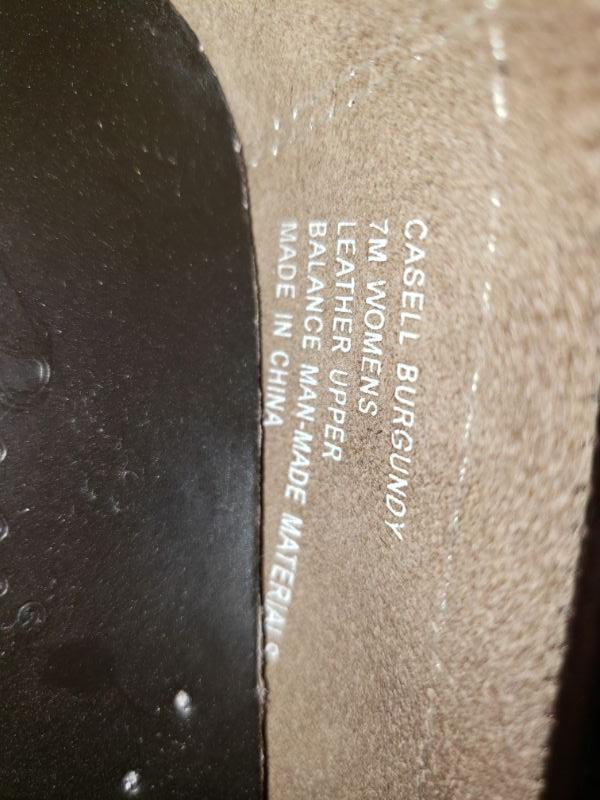 CASELL BURGUNDY
7M WOMENS
LEATHER UPPER
BALANCE MAN-MADE MATERIALS
MADE IN CHINA